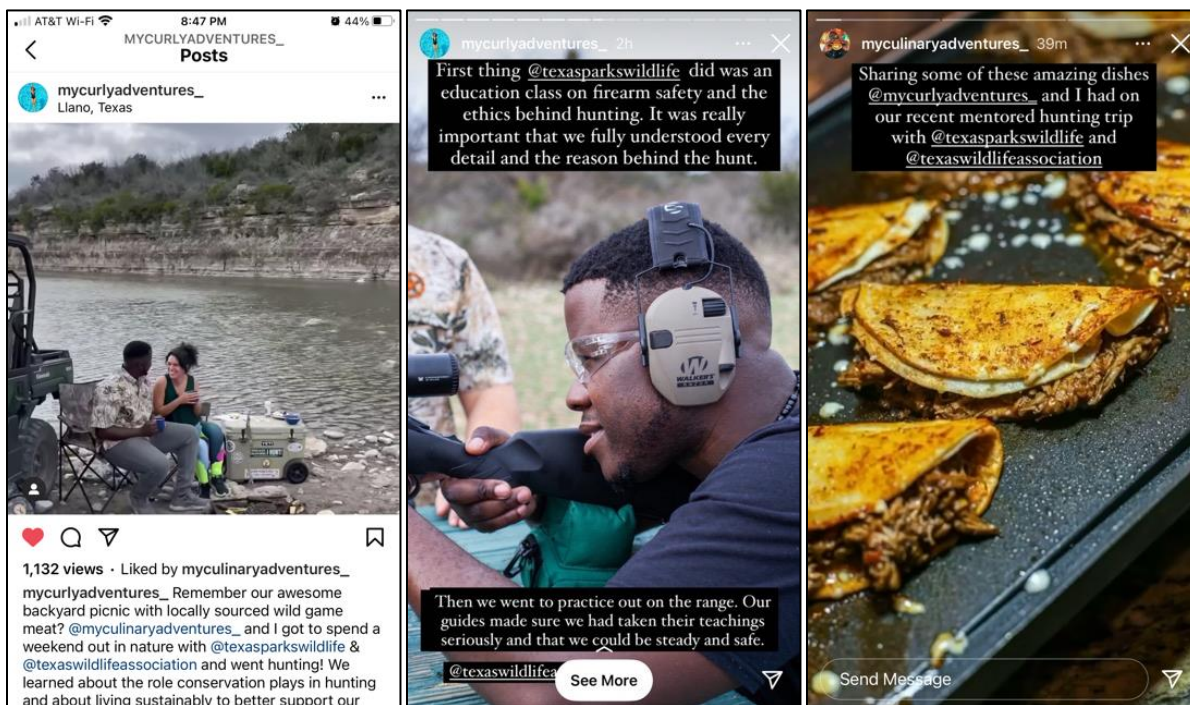 AT&T Wi-Fi 8:47 PM 44%
MYCURLYADVENTURES_
Posts
mycurlyadventures_
Llano, Texas
1,132 views · Liked by myculinaryadventures_
mycurlyadventures_ Remember our awesome
backyard picnic with locally sourced wild game
meat? @myculinaryadventures_ and I got to spend a
weekend out in nature with @texasparkswildlife &
@texaswildlifeassociation and went hunting! We
learned about the role conservation plays in hunting
and about living sustainably to better support our
mycurlyadventures_ 2h
First thing @texasparkswildlife did was an
education class on firearm safety and the
ethics behind hunting. It was really
important that we fully understood every
detail and the reason behind the hunt.
WALKER'S
Then we went to practice out on the range. Our
guides made sure we had taken their teachings
seriously and that we could be steady and safe.
@texaswildlifea
See More
myculinaryadventures_ 39m
Sharing some of these amazing dishes
@mycurlyadventures_ and I had on
our recent mentored hunting trip
with @texasparkswildlife and
@texaswildlifeassociation
Send Message